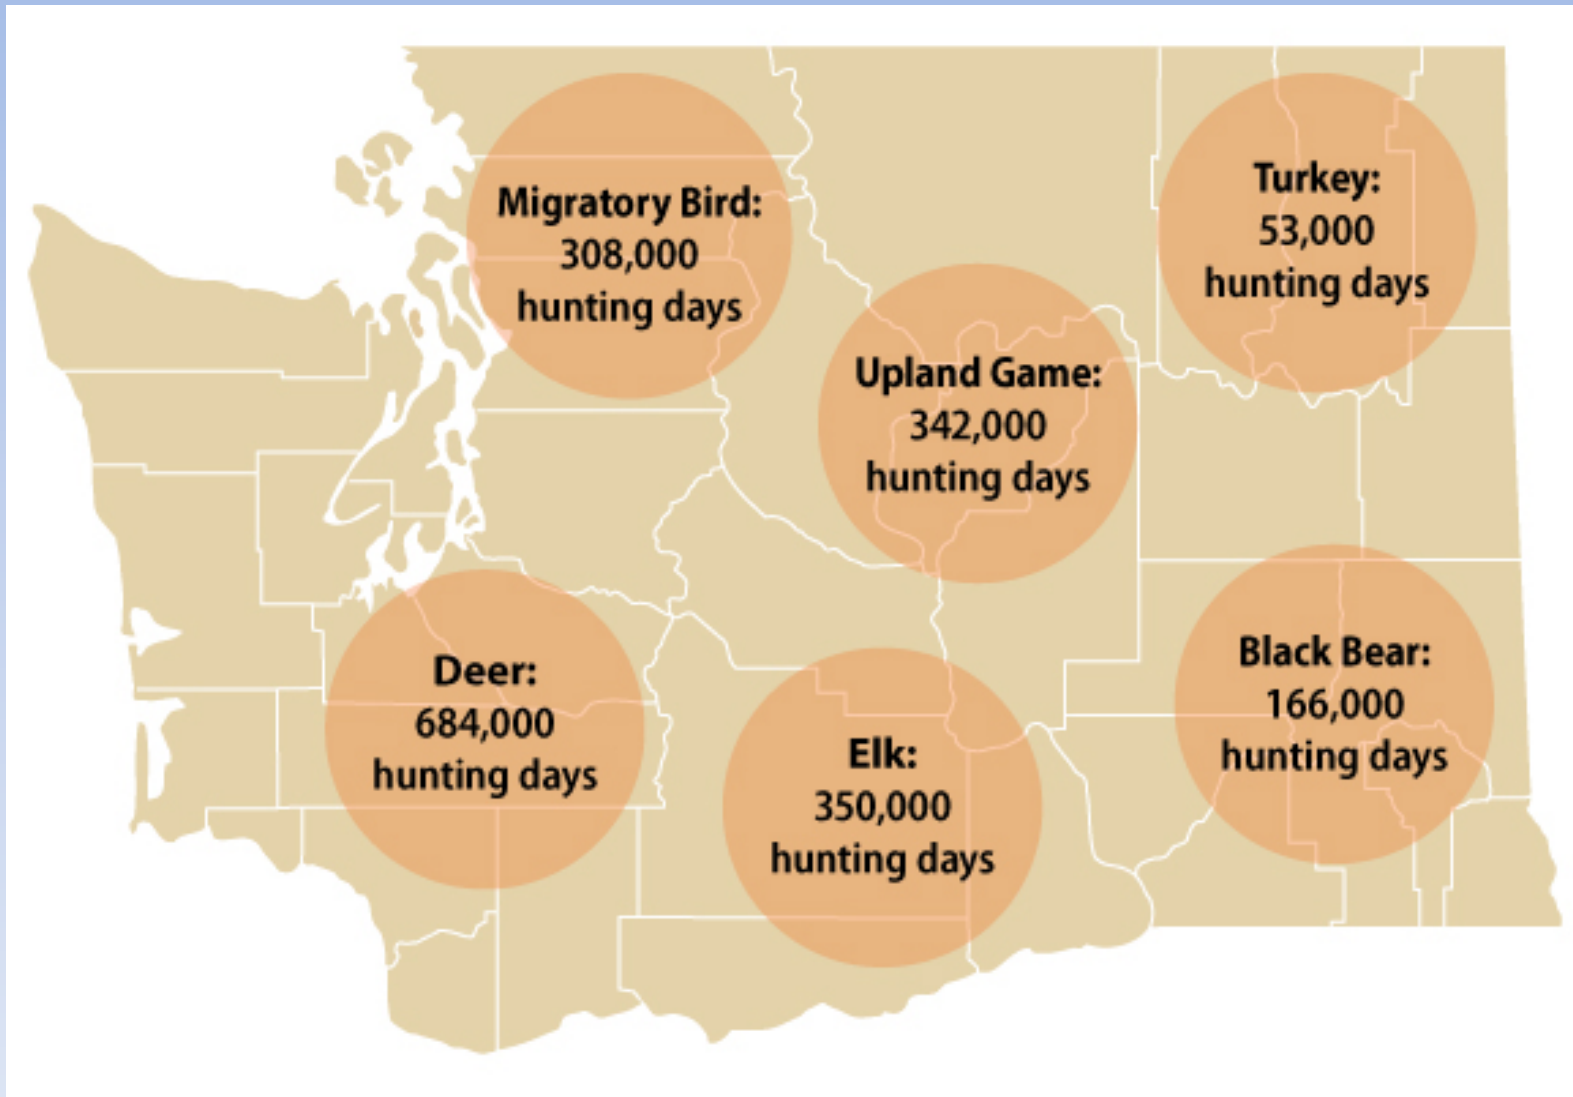 Migratory Bird:
308,000
hunting days
Turkey:
53,000
hunting days
Upland Game:
342,000
hunting days
Deer:
684,000
hunting days
Elk:
350,000
hunting days
Black Bear:
166,000
hunting days